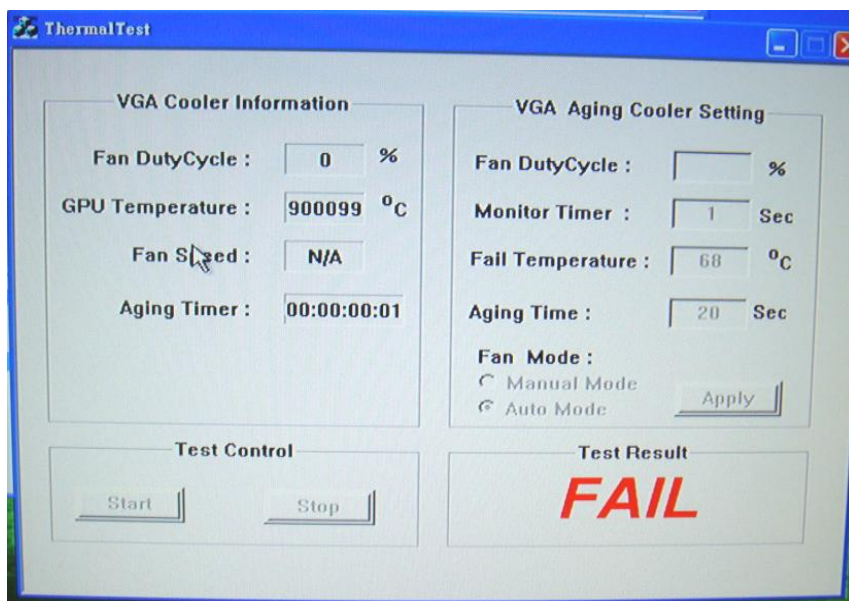 ThermalTest
VGA Cooler Information
Fan DutyCycle : 0 %
GPU Temperature : 900099 °C
Fan Speed : N/A
Aging Timer : 00:00:00:01
VGA Aging Cooler Setting
Fan DutyCycle : %
Monitor Timer : 1 Sec
Fail Temperature : 68 °C
Aging Time : 20 Sec
Fan Mode :
Manual Mode
Auto Mode
Apply
Test Control
Start Stop
Test Result
FAIL